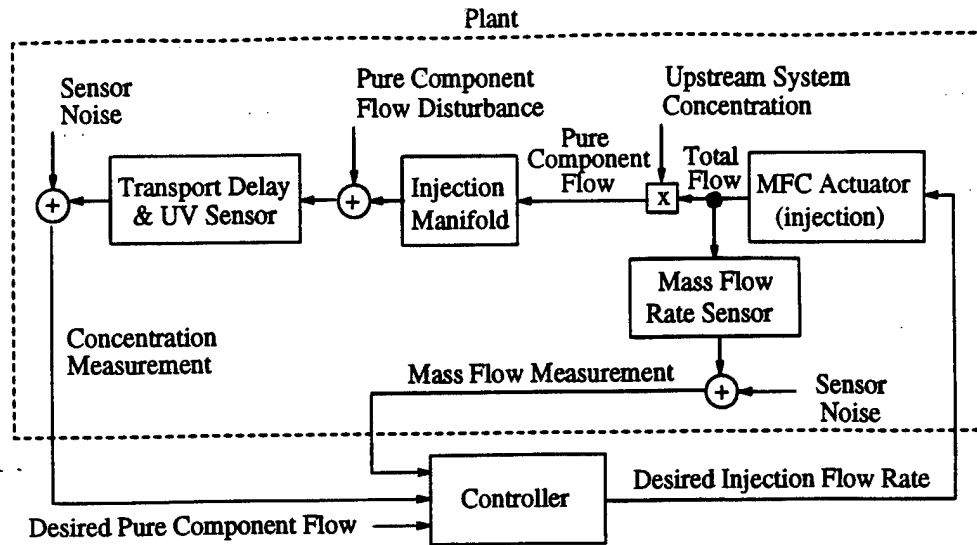 Plant
Sensor
Noise
Pure Component
Flow Disturbance
Upstream System
Concentration
Pure
Component
Flow
Total
Flow
+
Transport Delay
& UV Sensor
+
Injection
Manifold
x
MFC Actuator
(injection)
Mass Flow
Rate Sensor
Concentration
Measurement
Mass Flow Measurement
+
Sensor
Noise
Controller
Desired Injection Flow Rate
Desired Pure Component Flow